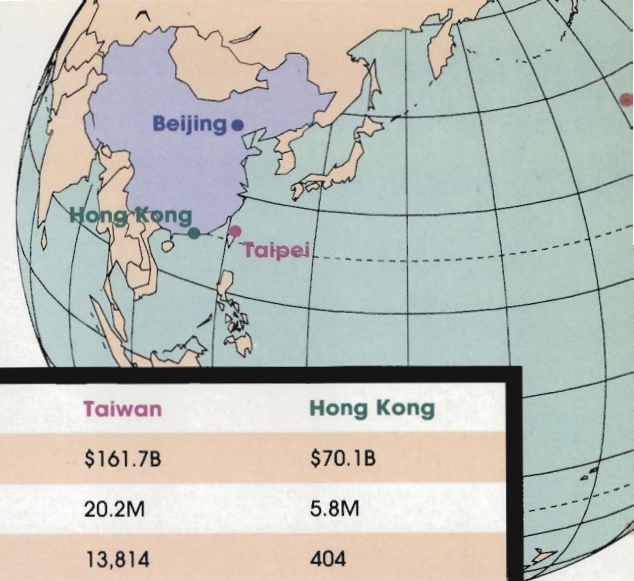 Beijing
Hong Kong
Taipei
Taiwan Hong Kong
$161.7B $70.1B
20.2M 5.8M
13,814 404